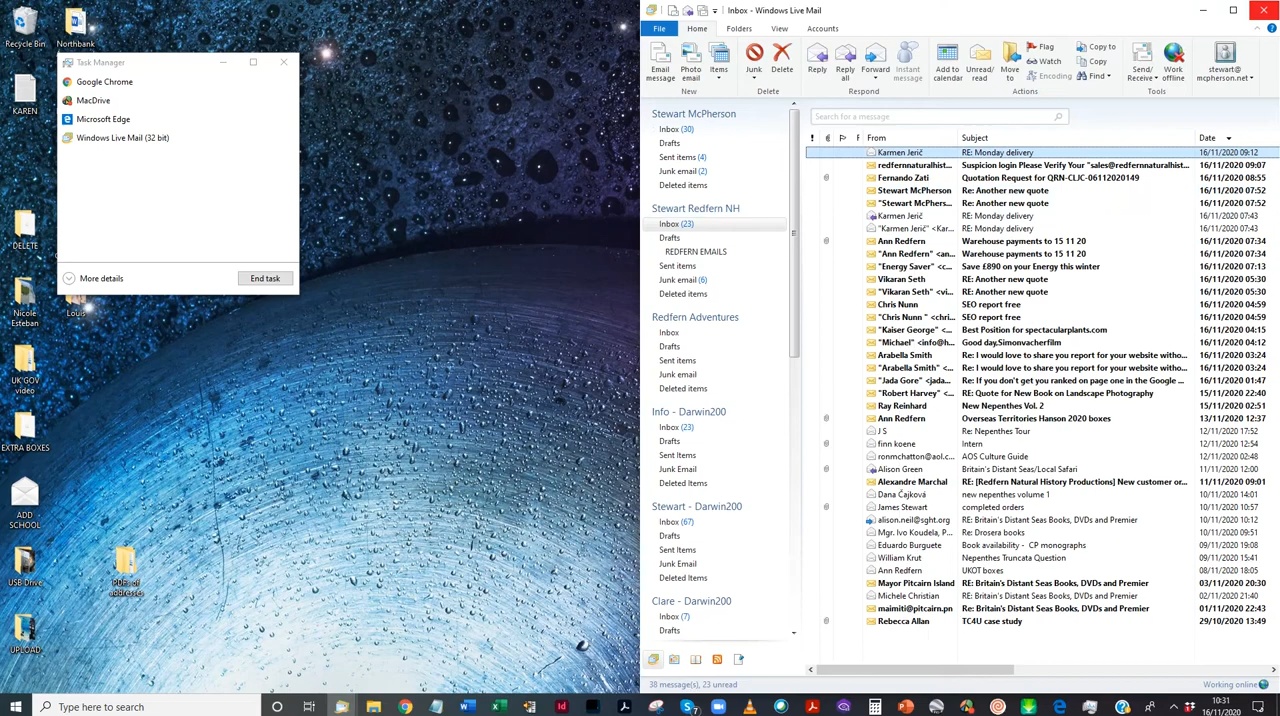 Recycle Bin
Northbank
KAREN
DELETE
Nicole
Esteban
Louis
UK'GOV
video
EXTRA BOXES
ADD
SCHOOL
USB Drive
PDFs of
addresses
UPLOAD
Task Manager
Google Chrome
MacDrive
Microsoft Edge
Windows Live Mail (32 bit)
More details
End task
Inbox - Windows Live Mail
File Home Folders View Accounts
Email message
Photo email
Items
Junk
Delete
Reply
Reply all
Forward
Instant message
Add to calendar
Unread/ read
Move to
Flag
Watch
Encoding
Copy to
Copy
Find
Send/ Receive
Work offline
stewart@ mcpherson.net
New Delete Respond Actions Tools
Stewart McPherson
Inbox (30)
Drafts
Sent items (4)
Junk email (2)
Deleted items
Stewart Redfern NH
Inbox (23)
Drafts
REDFERN EMAILS
Sent items
Junk email (6)
Deleted items
Redfern Adventures
Inbox
Drafts
Sent items
Junk email
Deleted items
Info - Darwin200
Inbox (23)
Drafts
Sent Items
Junk Email
Deleted Items
Stewart - Darwin200
Inbox (67)
Drafts
Sent Items
Junk Email
Deleted Items
Clare - Darwin200
Inbox (7)
Drafts
Search for a message
! F From Subject Date
Karmen Jerič RE: Monday delivery 16/11/2020 09:12
redfernnaturalhist... Suspicion login Please Verify Your "sales@redfernnaturalhist... 16/11/2020 09:07
Fernando Zati Quotation Request for QRN-CLJC-06112020149 16/11/2020 08:55
Stewart McPherson Re: Another new quote 16/11/2020 07:52
"Stewart McPhers... Re: Another new quote 16/11/2020 07:52
Karmen Jerič Re: Monday delivery 16/11/2020 07:43
"Karmen Jerič" <Kar... Re: Monday delivery 16/11/2020 07:43
Ann Redfern Warehouse payments to 15 11 20 16/11/2020 07:34
"Ann Redfern" <an... Warehouse payments to 15 11 20 16/11/2020 07:34
"Energy Saver" <c... Save £890 on your Energy this winter 16/11/2020 07:00
Vikaran Seth Re: Another new quote 16/11/2020 05:30
"Vikaran Seth" <vi... Re: Another new quote 16/11/2020 05:30
Chris Nunn SEO report free 16/11/2020 04:59
"Chris Nunn " <chri... SEO report free 16/11/2020 04:59
"Kaiser George" <... Best Position for spectacularplants.com 16/11/2020 04:15
"Michael" <info@h... Good day,Simonvacherfilm 16/11/2020 04:12
Arabella Smith Re: I would love to share you report for your website witho... 16/11/2020 03:24
"Arabella Smith" <... Re: I would love to share you report for your website witho... 16/11/2020 03:24
"Jada Gore" <jada... Re: If you don't get you ranked on page one in the Google ... 16/11/2020 01:47
"Robert Harvey" <... RE: Quote for New Book on Landscape Photography 15/11/2020 22:40
Ray Reinhard New Nepenthes Vol. 2 15/11/2020 02:51
Ann Redfern Overseas Territories Hanson 2020 boxes 13/11/2020 12:37
J S Re: Nepenthes Tour 12/11/2020 17:52
finn koene Intern 12/11/2020 12:54
ronmchatton@aol.c... AOS Culture Guide 12/11/2020 02:48
Alison Green Britain's Distant Seas/Local Safari 11/11/2020 12:00
Alexandre Marchal RE: [Redfern Natural History Productions] New customer or... 11/11/2020 09:01
Dana Čajková new nepenthes volume 1 10/11/2020 14:01
James Stewart completed orders 10/11/2020 10:57
alison.neil@sght.org RE: Britain's Distant Seas Books, DVDs and Premier 10/11/2020 10:12
Mgr. Ivo Koudela, P... RE: Drosera books 10/11/2020 09:51
Eduardo Burguete Book availability - CP monographs 09/11/2020 19:08
William Krut Nepenthes Truncata Question 09/11/2020 15:41
Ann Redfern UKOT boxes 08/11/2020 18:05
Mayor Pitcairn Island RE: Britain's Distant Seas Books, DVDs and Premier 03/11/2020 20:30
Michele Christian RE: Britain's Distant Seas Books, DVDs and Premier 02/11/2020 21:40
maimiti@pitcairn.pn Re: Britain's Distant Seas Books, DVDs and Premier 01/11/2020 22:43
Rebecca Allan TC4U case study 29/10/2020 13:49
38 message(s), 23 unread
Working online
Type here to search
10:31
16/11/2020